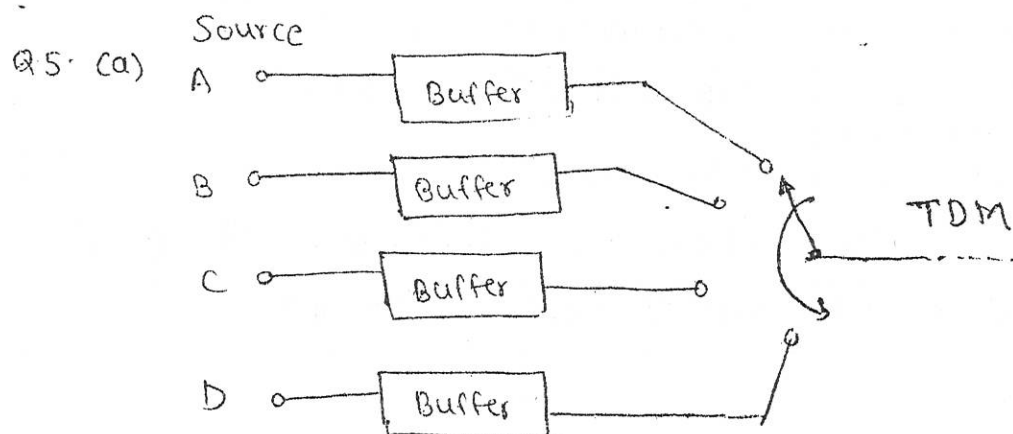 Source
Q5. (a)
A Buffer
B Buffer
TDM
C Buffer
D Buffer